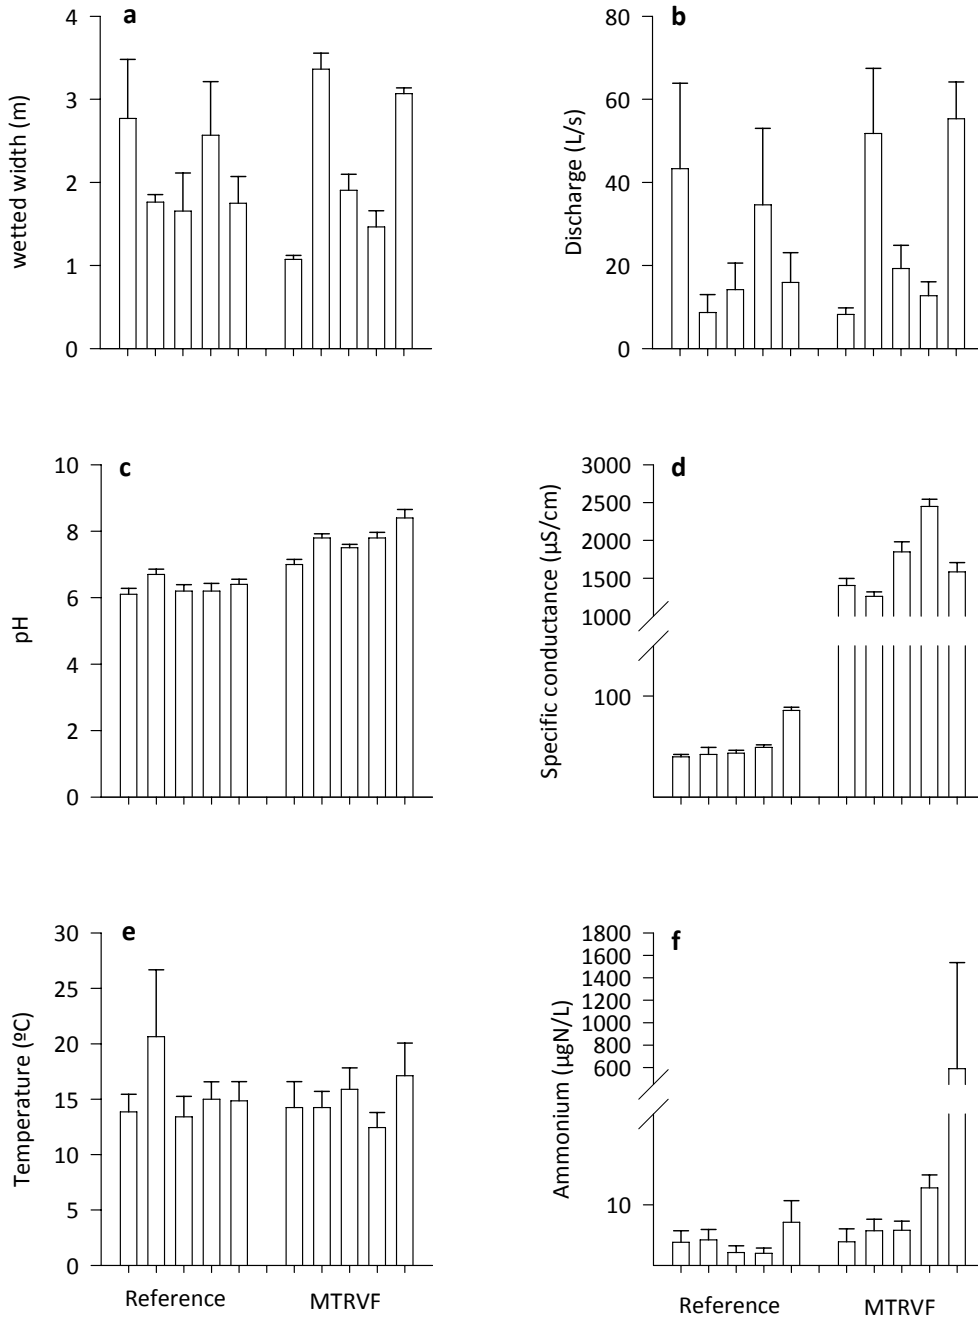 a
wetted width (m)
4
3
2
1
0
b
Discharge (L/s)
80
60
40
20
0
c
pH
10
8
6
4
2
0
d
Specific conductance (µS/cm)
3000
2500
2000
1500
1000
100
e
Temperature (ºC)
30
25
20
15
10
5
0
Reference
MTRVF
f
Ammonium (µgN/L)
1800
1600
1400
1200
1000
800
600
10
Reference
MTRVF